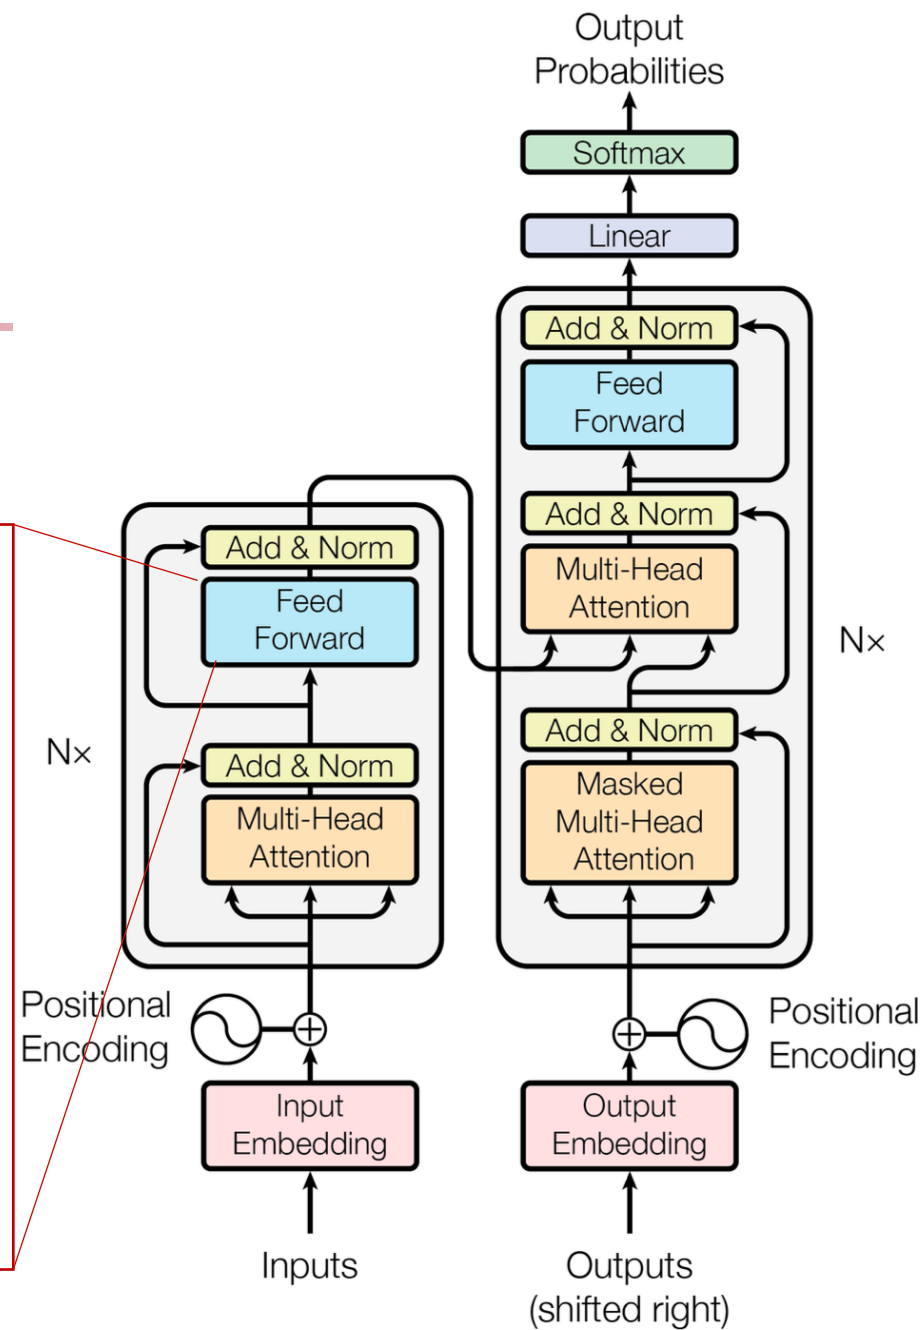 Output
Probabilities
Softmax
Linear
Add & Norm
Feed
Forward
Add & Norm
Multi-Head
Attention
Nx
Add & Norm
Masked
Multi-Head
Attention
Add & Norm
Feed
Forward
Nx
Add & Norm
Multi-Head
Attention
Positional
Encoding
Positional
Encoding
Input
Embedding
Output
Embedding
Inputs
Outputs
(shifted right)